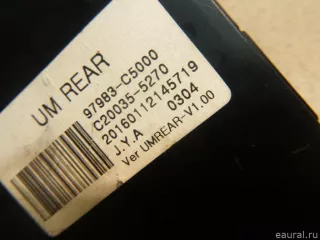 UM REAR
97983-C5000
C20035-5270
20160112145719
J.Y.A 0304
Ver UMREAR-V1.00
© eaural.ru